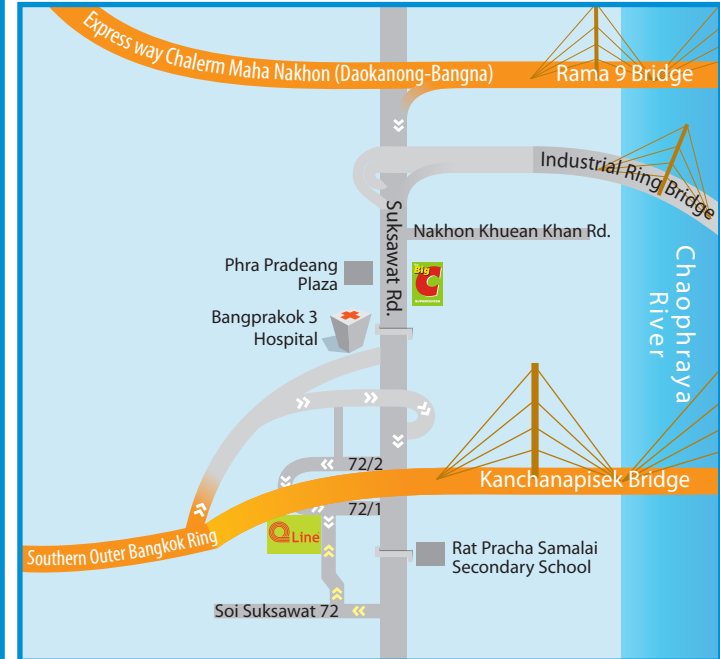 Express way Chalerm Maha Nakhon (Daokanong-Bangna)
Rama 9 Bridge
Industrial Ring Bridge
Suksawat Rd.
Nakhon Khuean Khan Rd.
Phra Pradeang
Plaza
Big
C
Bangprakok 3
Hospital
Chaophraya
River
72/2
Kanchanapisek Bridge
72/1
Line
Southern Outer Bangkok Ring
Rat Pracha Samalai
Secondary School
Soi Suksawat 72